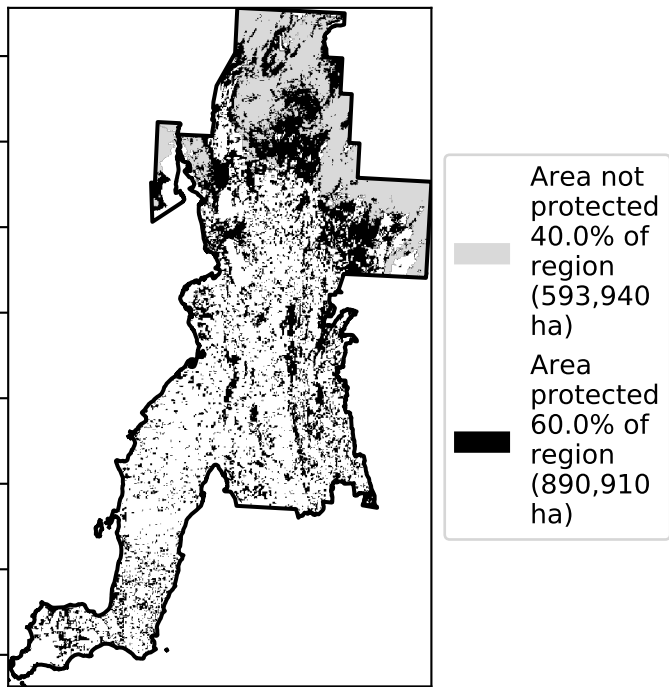 Area not
protected
40.0% of
region
(593,940
ha)
Area
protected
60.0% of
region
(890,910
ha)